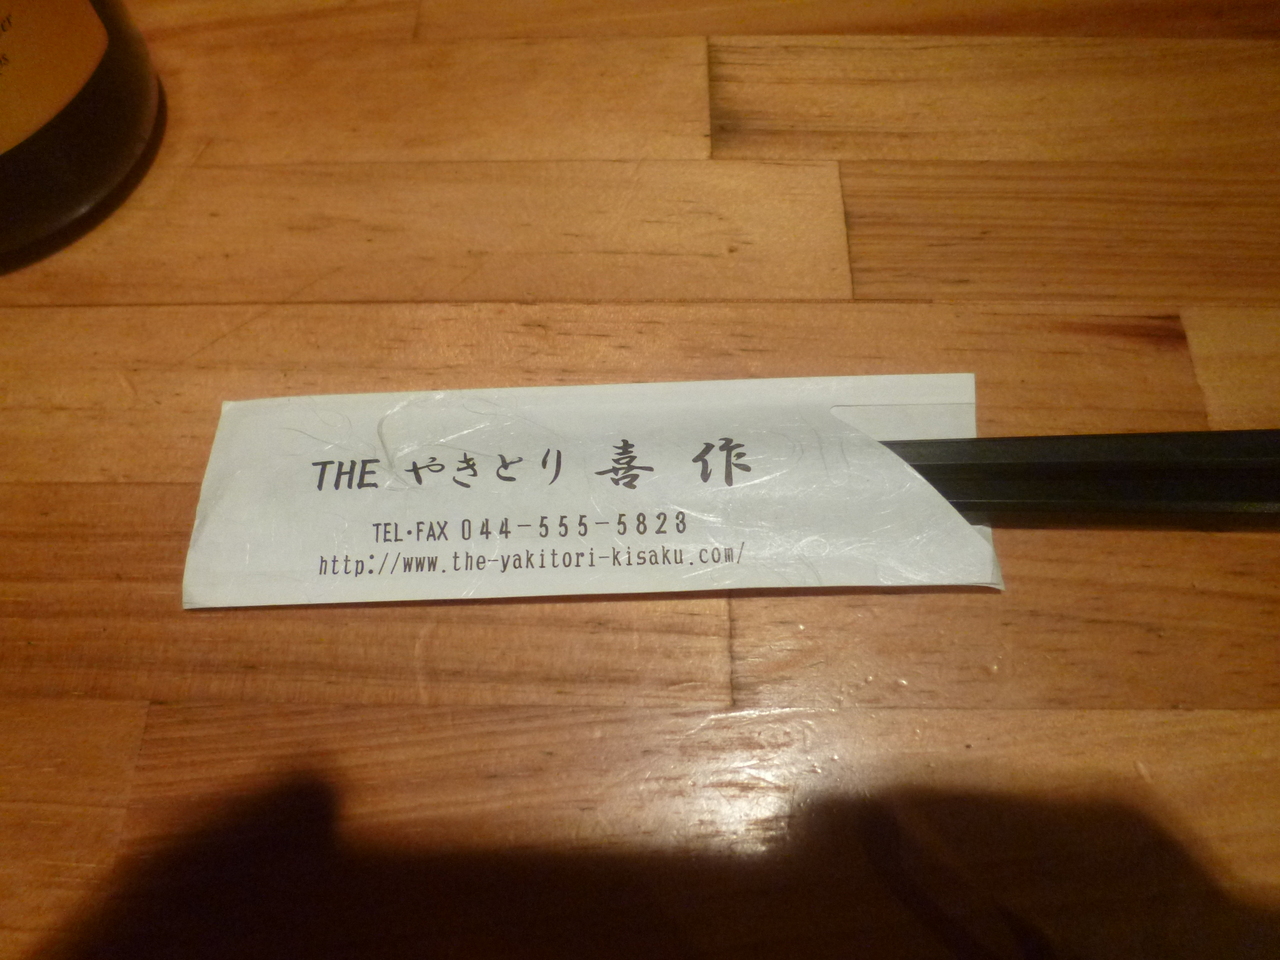 THE やきとり 喜作
TEL・FAX 044-555-5823
http://www.the-yakitori-kisaku.com/